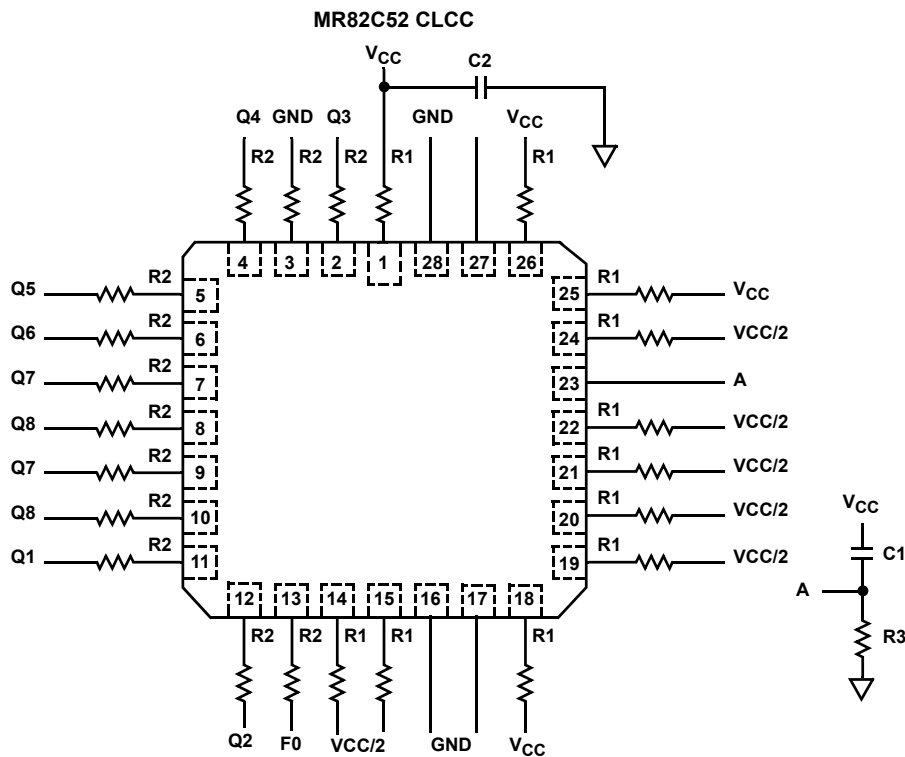 MR82C52 CLCC
VCC
C2
Q4 GND Q3 GND VCC
R2 R2 R2 R1 R1
4 3 2 1 28 27 26
Q5 R2 5 25 R1 VCC
Q6 R2 6 24 R1 VCC/2
Q7 R2 7 23 A
Q8 R2 8 22 R1 VCC/2
Q7 R2 9 21 R1 VCC/2
Q8 R2 10 20 R1 VCC/2
Q1 R2 11 19 R1 VCC/2
VCC
C1
A
R3
12 13 14 15 16 17 18
R2 R2 R1 R1 R1
Q2 F0 VCC/2 GND VCC